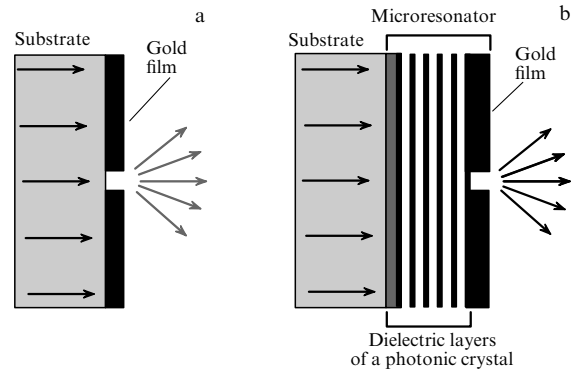 a
Substrate
Gold
film
b
Microresonator
Substrate
Gold
film
Dielectric layers
of a photonic crystal